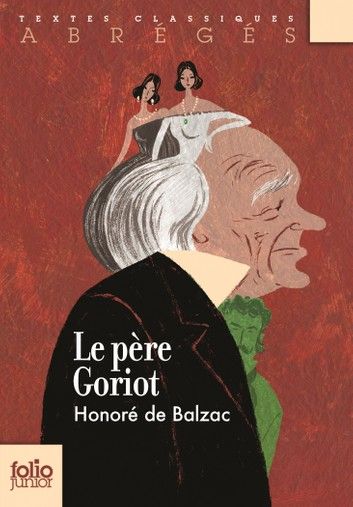 TEXTES CLASSIQUES
ABRÉGÉS
Le père
Goriot
Honoré de Balzac
folio
junior